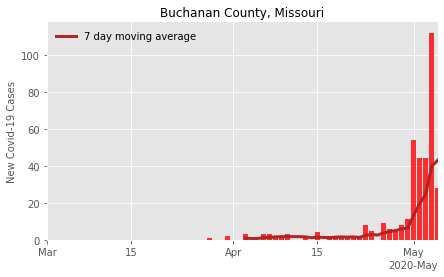 Buchanan County, Missouri
7 day moving average
New Covid-19 Cases
100
80
60
40
20
0
Mar 15 April 15 May
2020-May